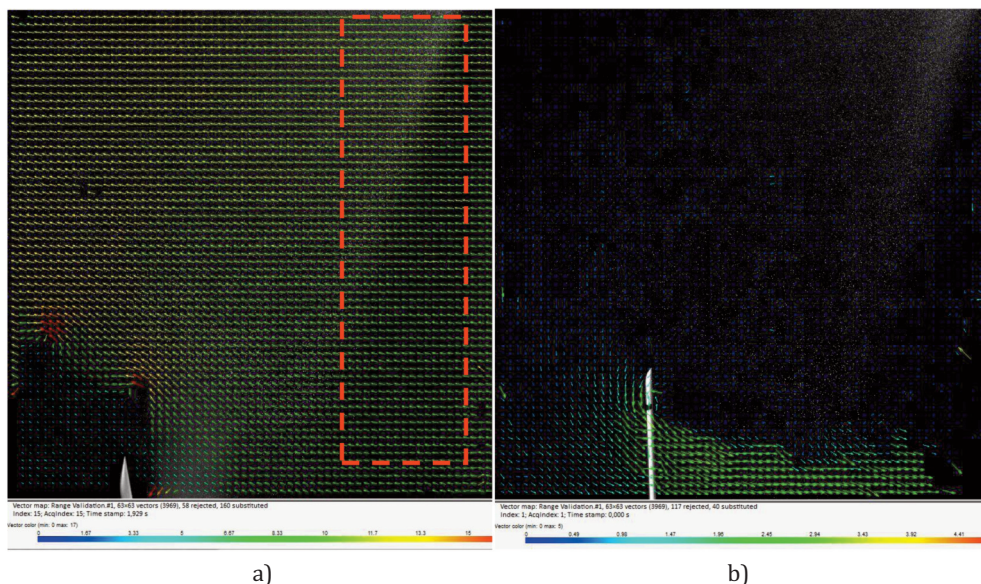 Vector map: Range Validation.#1, 63×63 vectors (3969), 58 rejected, 160 substituted
Index: 15; AcqIndex: 15; Time stamp: 1,929 s
Vector color (min: 0 max: 17)
0 1.67 3.33 5 6.67 8.33 10 11.7 13.3 15
Vector map: Range Validation.#1, 63×63 vectors (3969), 117 rejected, 40 substituted
Index: 1; AcqIndex: 1; Time stamp: 0,000 s
Vector color (min: 0 max: 5)
0 0.49 0.98 1.47 1.96 2.45 2.94 3.43 3.92 4.41
a)
b)